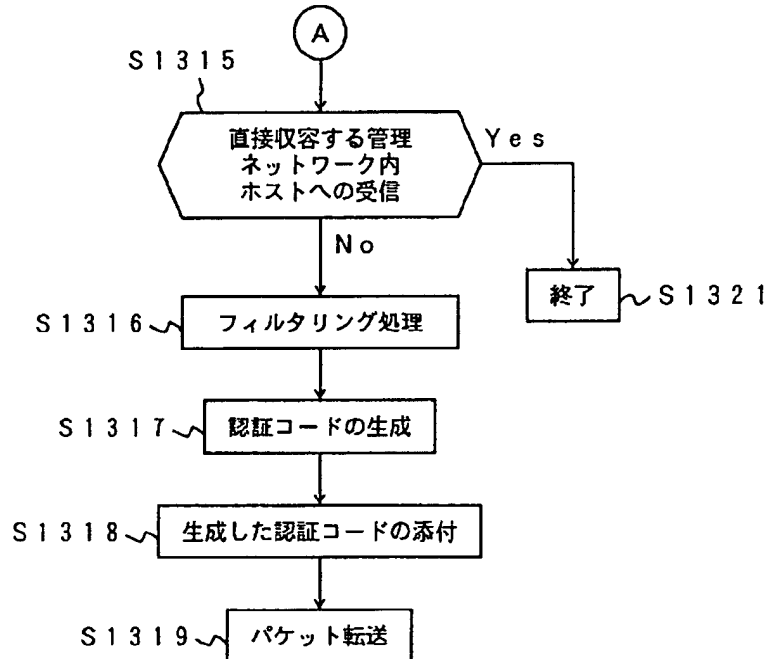 A
S1315
直接収容する管理
ネットワーク内
ホストへの受信
Yes
No
終了
S1321
S1316
フィルタリング処理
S1317
認証コードの生成
S1318
生成した認証コードの添付
S1319
パケット転送